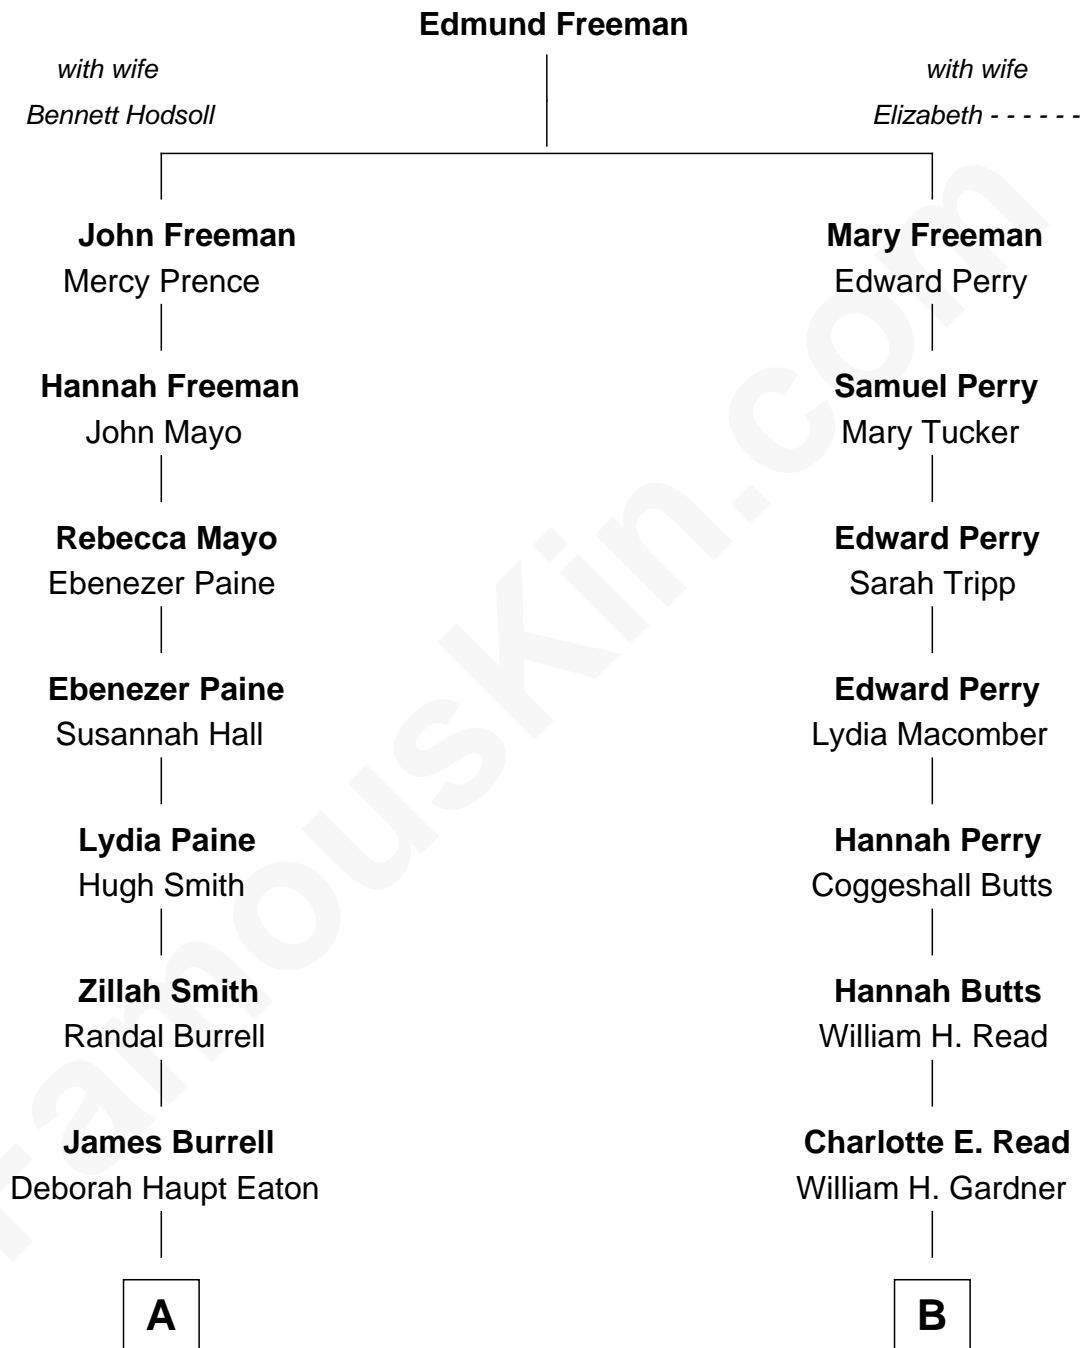 Edmund Freeman
with wife
Bennett Hodsoll
with wife
Elizabeth - - - - - -
John Freeman
Mercy Prence
Mary Freeman
Edward Perry
Hannah Freeman
John Mayo
Samuel Perry
Mary Tucker
Rebecca Mayo
Ebenezer Paine
Edward Perry
Sarah Tripp
Ebenezer Paine
Susannah Hall
Edward Perry
Lydia Macomber
Lydia Paine
Hugh Smith
Hannah Perry
Coggeshall Butts
Zillah Smith
Randal Burrell
Hannah Butts
William H. Read
James Burrell
Deborah Haupt Eaton
Charlotte E. Read
William H. Gardner
A
B
FamousKin.com